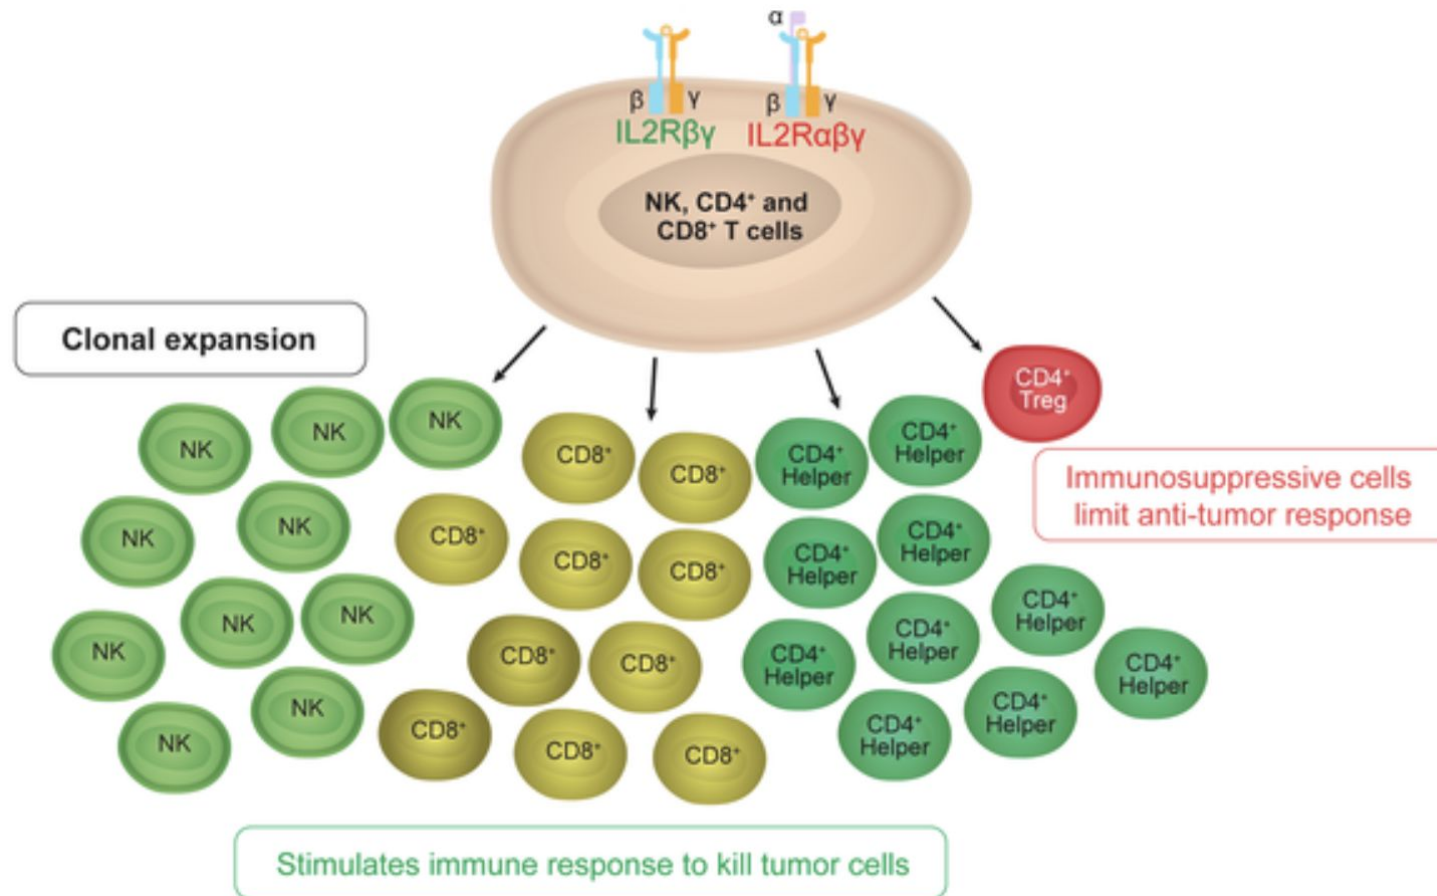 α
β γ β γ
IL2Rβγ IL2Rαβγ
NK, CD4⁺ and
CD8⁺ T cells
Clonal expansion
NK
NK
NK
NK
NK
NK
NK
NK
NK
NK
CD8⁺
CD8⁺
CD8⁺
CD8⁺
CD8⁺
CD8⁺
CD8⁺
CD8⁺
CD8⁺
CD8⁺
CD4⁺
Helper
CD4⁺
Helper
CD4⁺
Helper
CD4⁺
Helper
CD4⁺
Helper
CD4⁺
Helper
CD4⁺
Helper
CD4⁺
Helper
CD4⁺
Helper
CD4⁺
Helper
CD4⁺
Treg
Immunosuppressive cells
limit anti-tumor response
Stimulates immune response to kill tumor cells